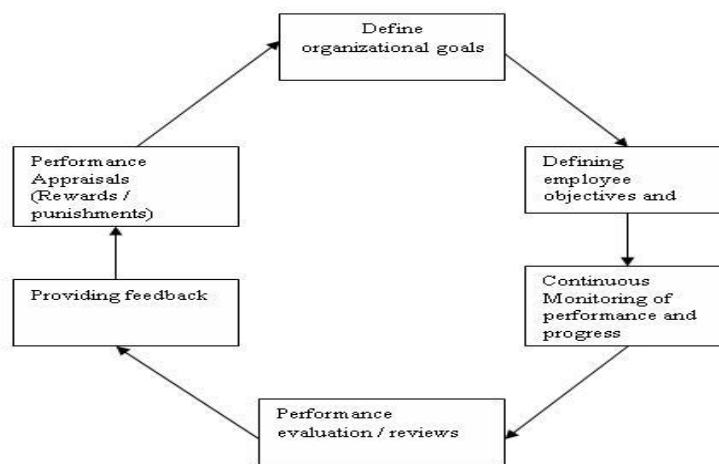 Define
organizational goals
Defining
employee
objectives and
Continuous
Monitoring of
performance and
progress
Performance
evaluation / reviews
Providing feedback
Performance
Appraisals
(Rewards /
punishments)